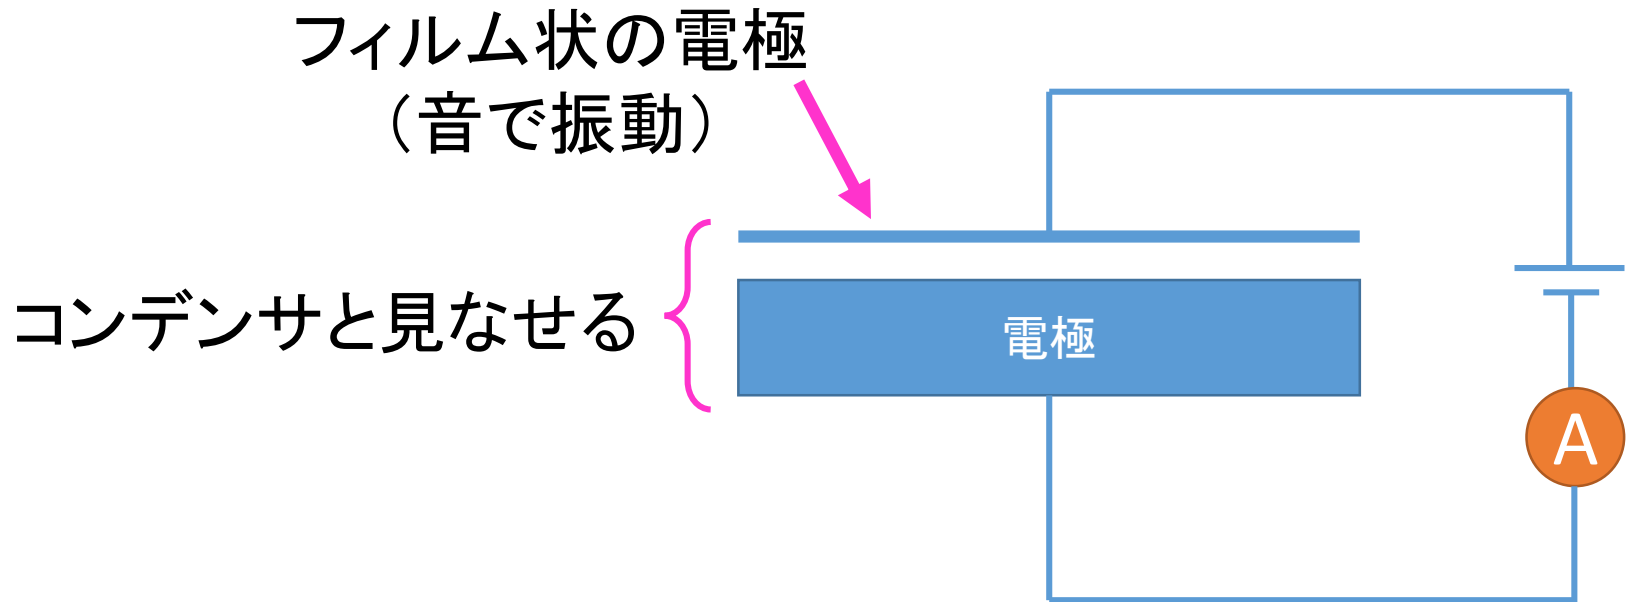 フィルム状の電極
（音で振動）
コンデンサと見なせる
電極
A